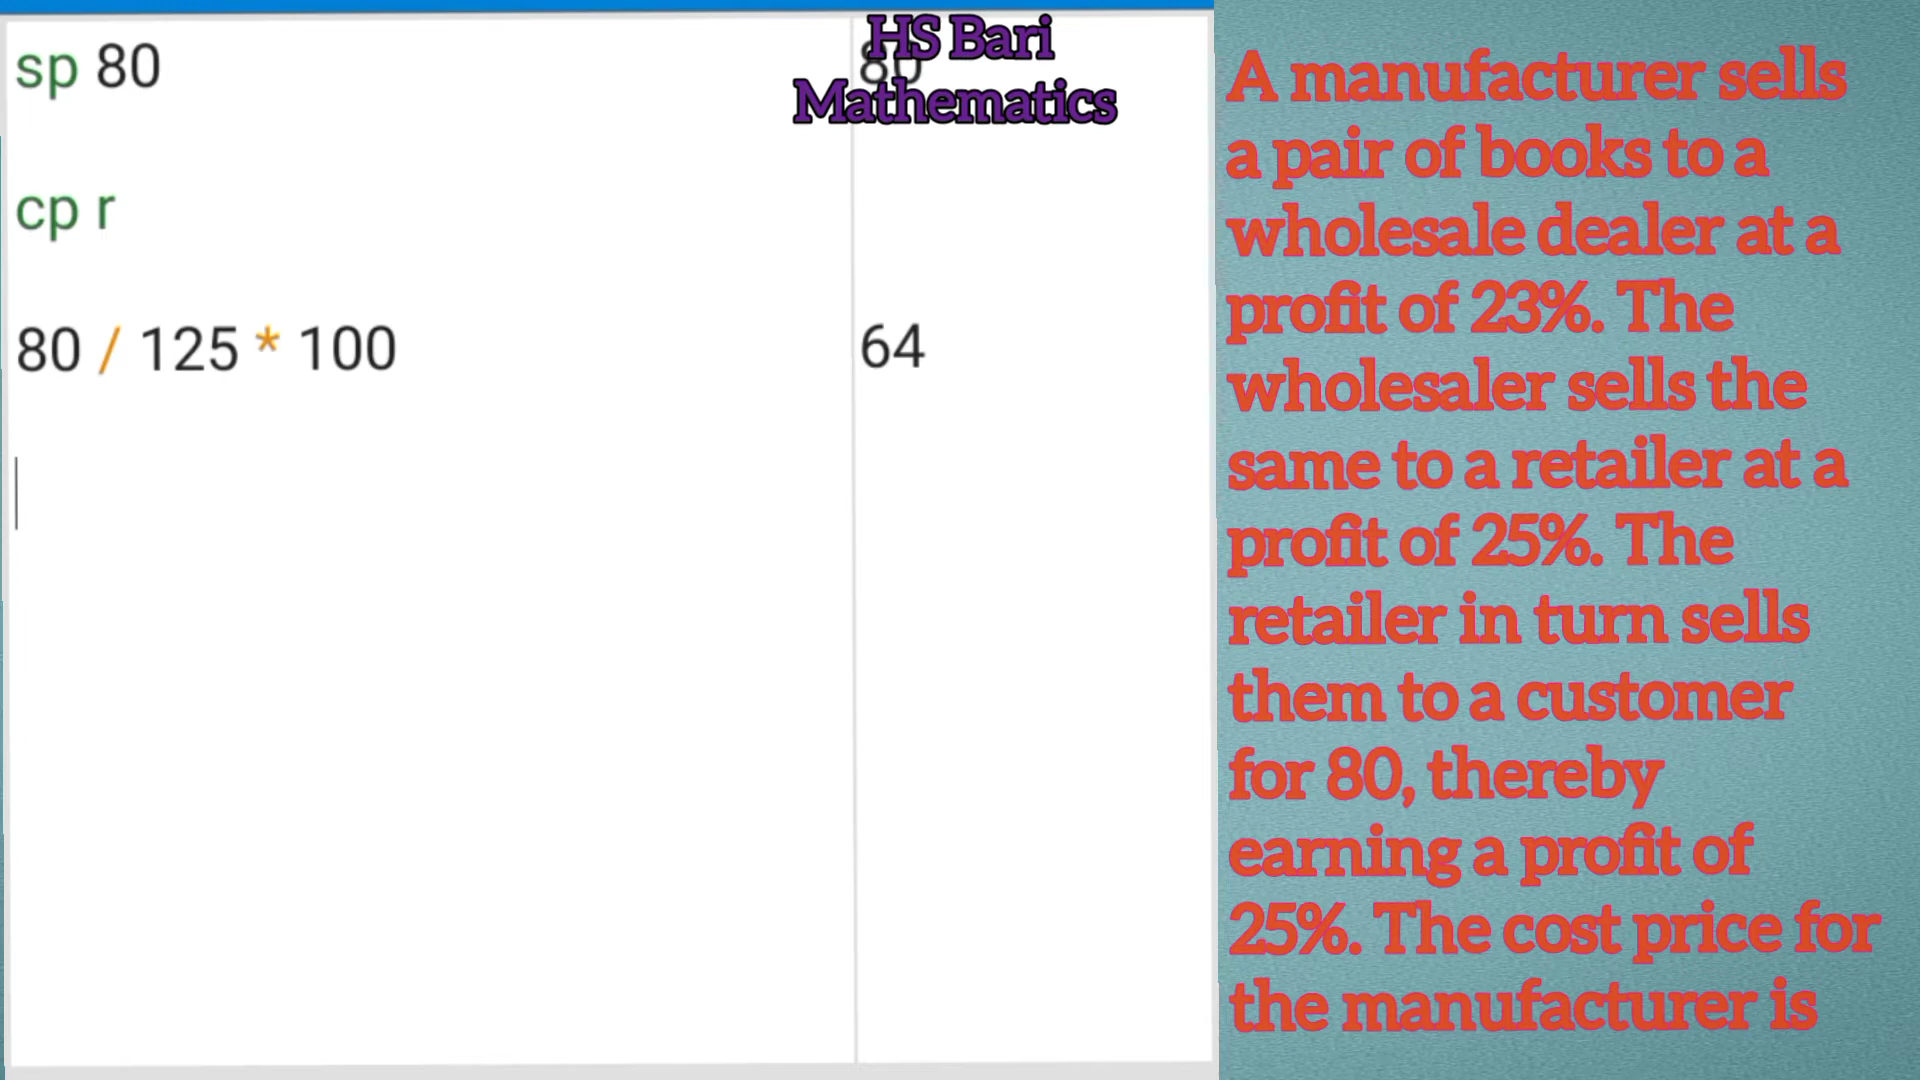 HS Bari
Mathematics
sp 80
80
cp r
80 / 125 * 100
64
A manufacturer sells
a pair of books to a
wholesale dealer at a
profit of 23%. The
wholesaler sells the
same to a retailer at a
profit of 25%. The
retailer in turn sells
them to a customer
for 80, thereby
earning a profit of
25%. The cost price for
the manufacturer is